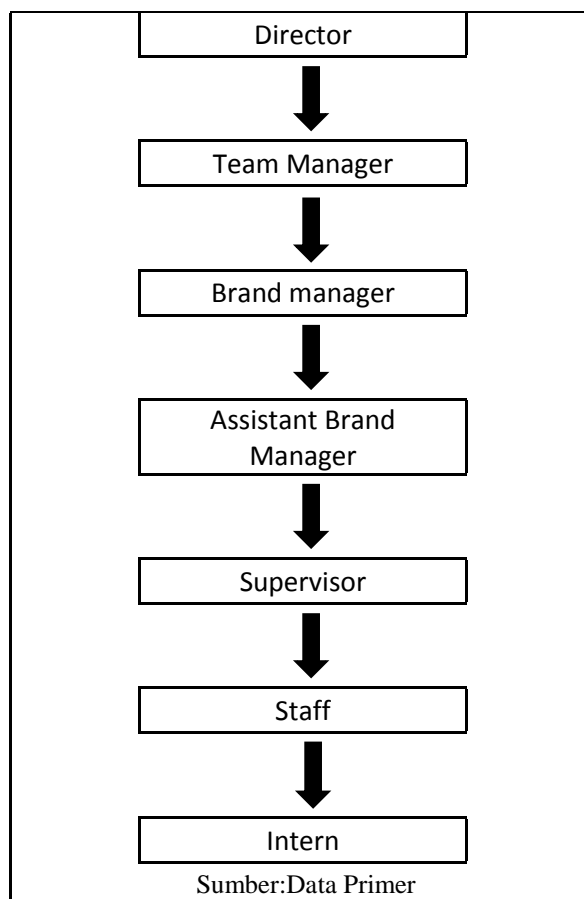 Director
Team Manager
Brand manager
Assistant Brand
Manager
Supervisor
Staff
Intern
Sumber:Data Primer